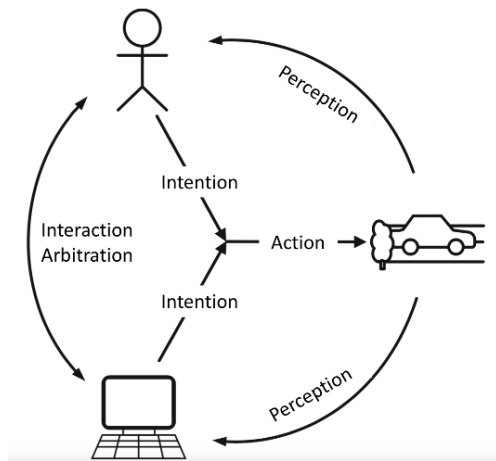 Perception
Intention
Interaction
Arbitration
Action
Intention
Perception